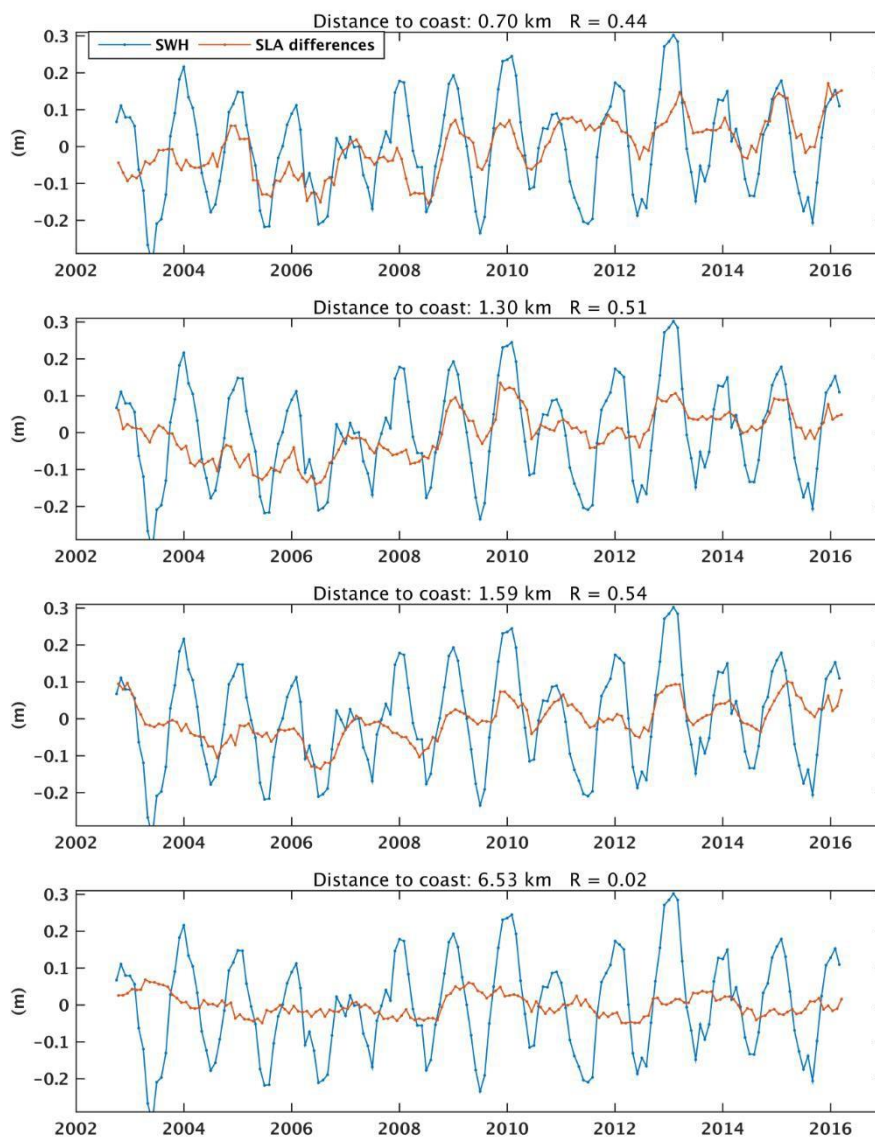 Distance to coast: 0.70 km R = 0.44
SWH SLA differences
0.3
0.2
0.1
0
-0.1
-0.2
(m)
2002 2004 2006 2008 2010 2012 2014 2016
Distance to coast: 1.30 km R = 0.51
0.3
0.2
0.1
0
-0.1
-0.2
(m)
2002 2004 2006 2008 2010 2012 2014 2016
Distance to coast: 1.59 km R = 0.54
0.3
0.2
0.1
0
-0.1
-0.2
(m)
2002 2004 2006 2008 2010 2012 2014 2016
Distance to coast: 6.53 km R = 0.02
0.3
0.2
0.1
0
-0.1
-0.2
(m)
2002 2004 2006 2008 2010 2012 2014 2016